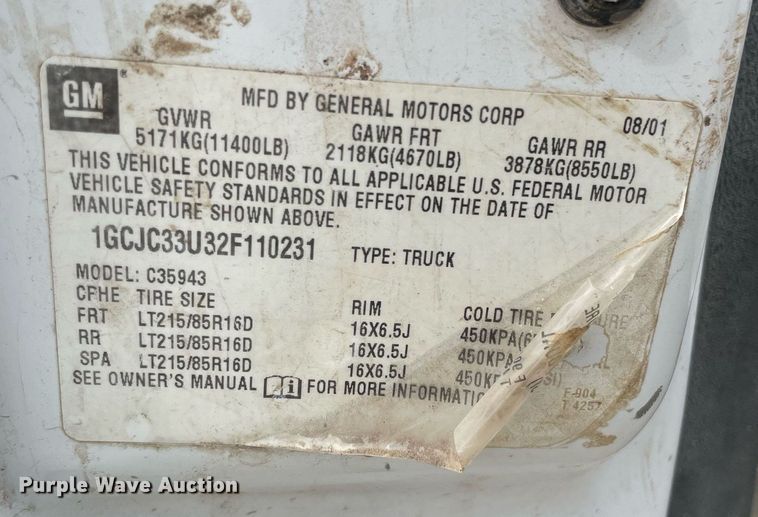 GM
MFD BY GENERAL MOTORS CORP 08/01
GVWR GAWR FRT GAWR RR
5171KG(11400LB) 2118KG(4670LB) 3878KG(8550LB)
THIS VEHICLE CONFORMS TO ALL APPLICABLE U.S. FEDERAL MOTOR
VEHICLE SAFETY STANDARDS IN EFFECT ON THE DATE OF
MANUFACTURE SHOWN ABOVE.
1GCJC33U32F110231 TYPE: TRUCK
MODEL: C35943
CPHE TIRE SIZE RIM COLD TIRE
FRT LT215/85R16D 16X6.5J 450KPA
RR LT215/85R16D 16X6.5J 450KPA
SPA LT215/85R16D 16X6.5J
SEE OWNER'S MANUAL FOR MORE
F-904
T 4257
Purple Wave Auction